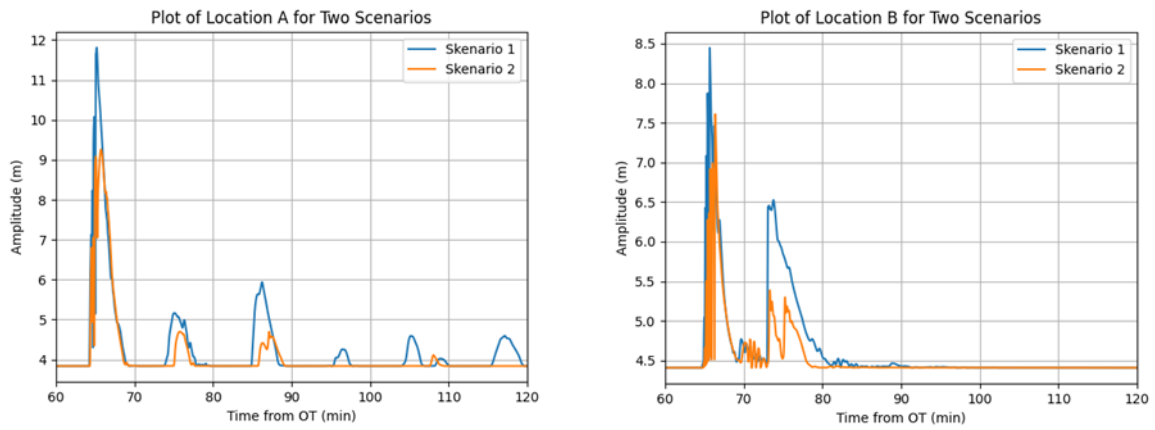 Plot of Location A for Two Scenarios
12
11
10
9
8
7
6
5
4
Amplitude (m)
Skenario 1
Skenario 2
60 70 80 90 100 110 120
Time from OT (min)
Plot of Location B for Two Scenarios
8.5
8.0
7.5
7.0
6.5
6.0
5.5
5.0
4.5
Amplitude (m)
Skenario 1
Skenario 2
60 70 80 90 100 110 120
Time from OT (min)